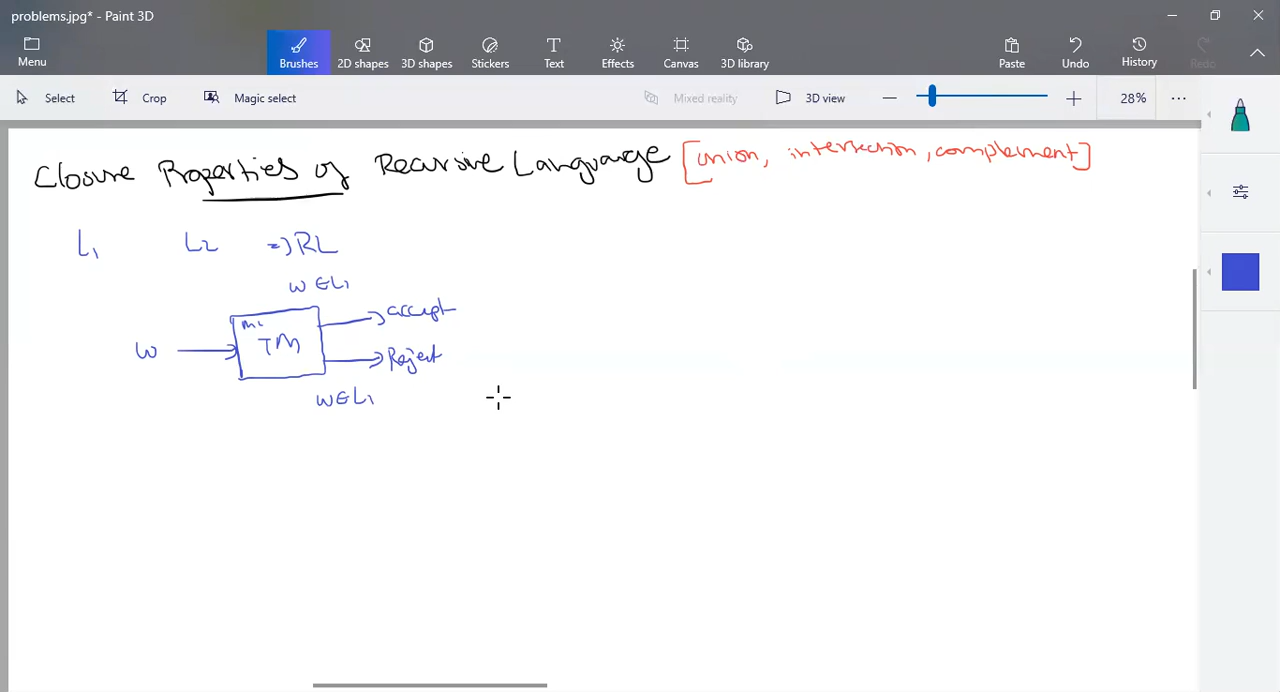 problems.jpg* - Paint 3D
Menu
Brushes 2D shapes 3D shapes Stickers Text Effects Canvas 3D library Paste Undo History Redo
Select Crop Magic select Mixed reality 3D view 28%
Closure Properties of Recursive Language [union, intersection, complement]
L1 L2 => RL
w ∈ L1
accept
M1
w TM
Reject
w ∈ L1